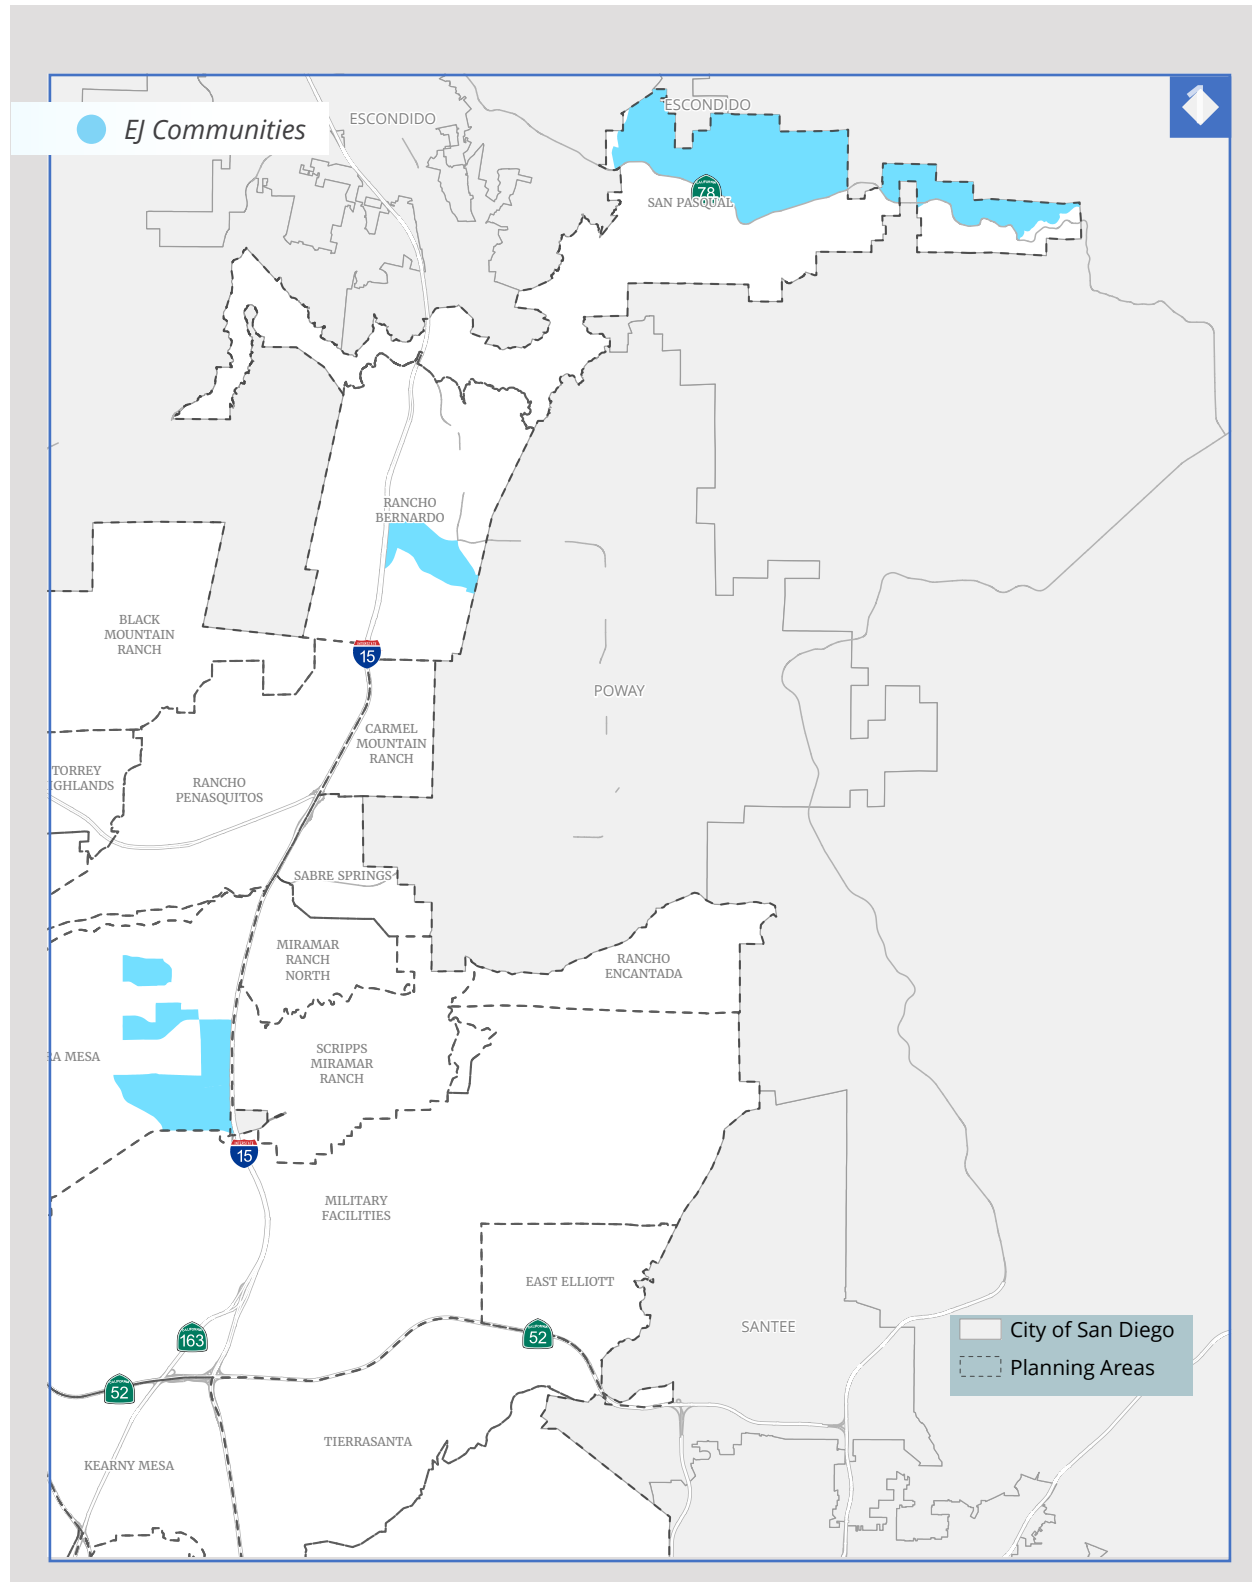 ESCONDIDO
ESCONDIDO
EJ Communities
78
SAN PASQUAL
RANCHO
BERNARDO
BLACK
MOUNTAIN
RANCH
15
POWAY
CARMEL
MOUNTAIN
RANCH
TORREY
IGHLANDS
RANCHO
PENASQUITOS
SABRE SPRINGS
MIRAMAR
RANCH
NORTH
RANCHO
ENCANTADA
RA MESA
SCRIPPS
MIRAMAR
RANCH
15
MILITARY
FACILITIES
EAST ELLIOTT
SANTEE
163
52
52
City of San Diego
Planning Areas
TIERRASANTA
KEARNY MESA